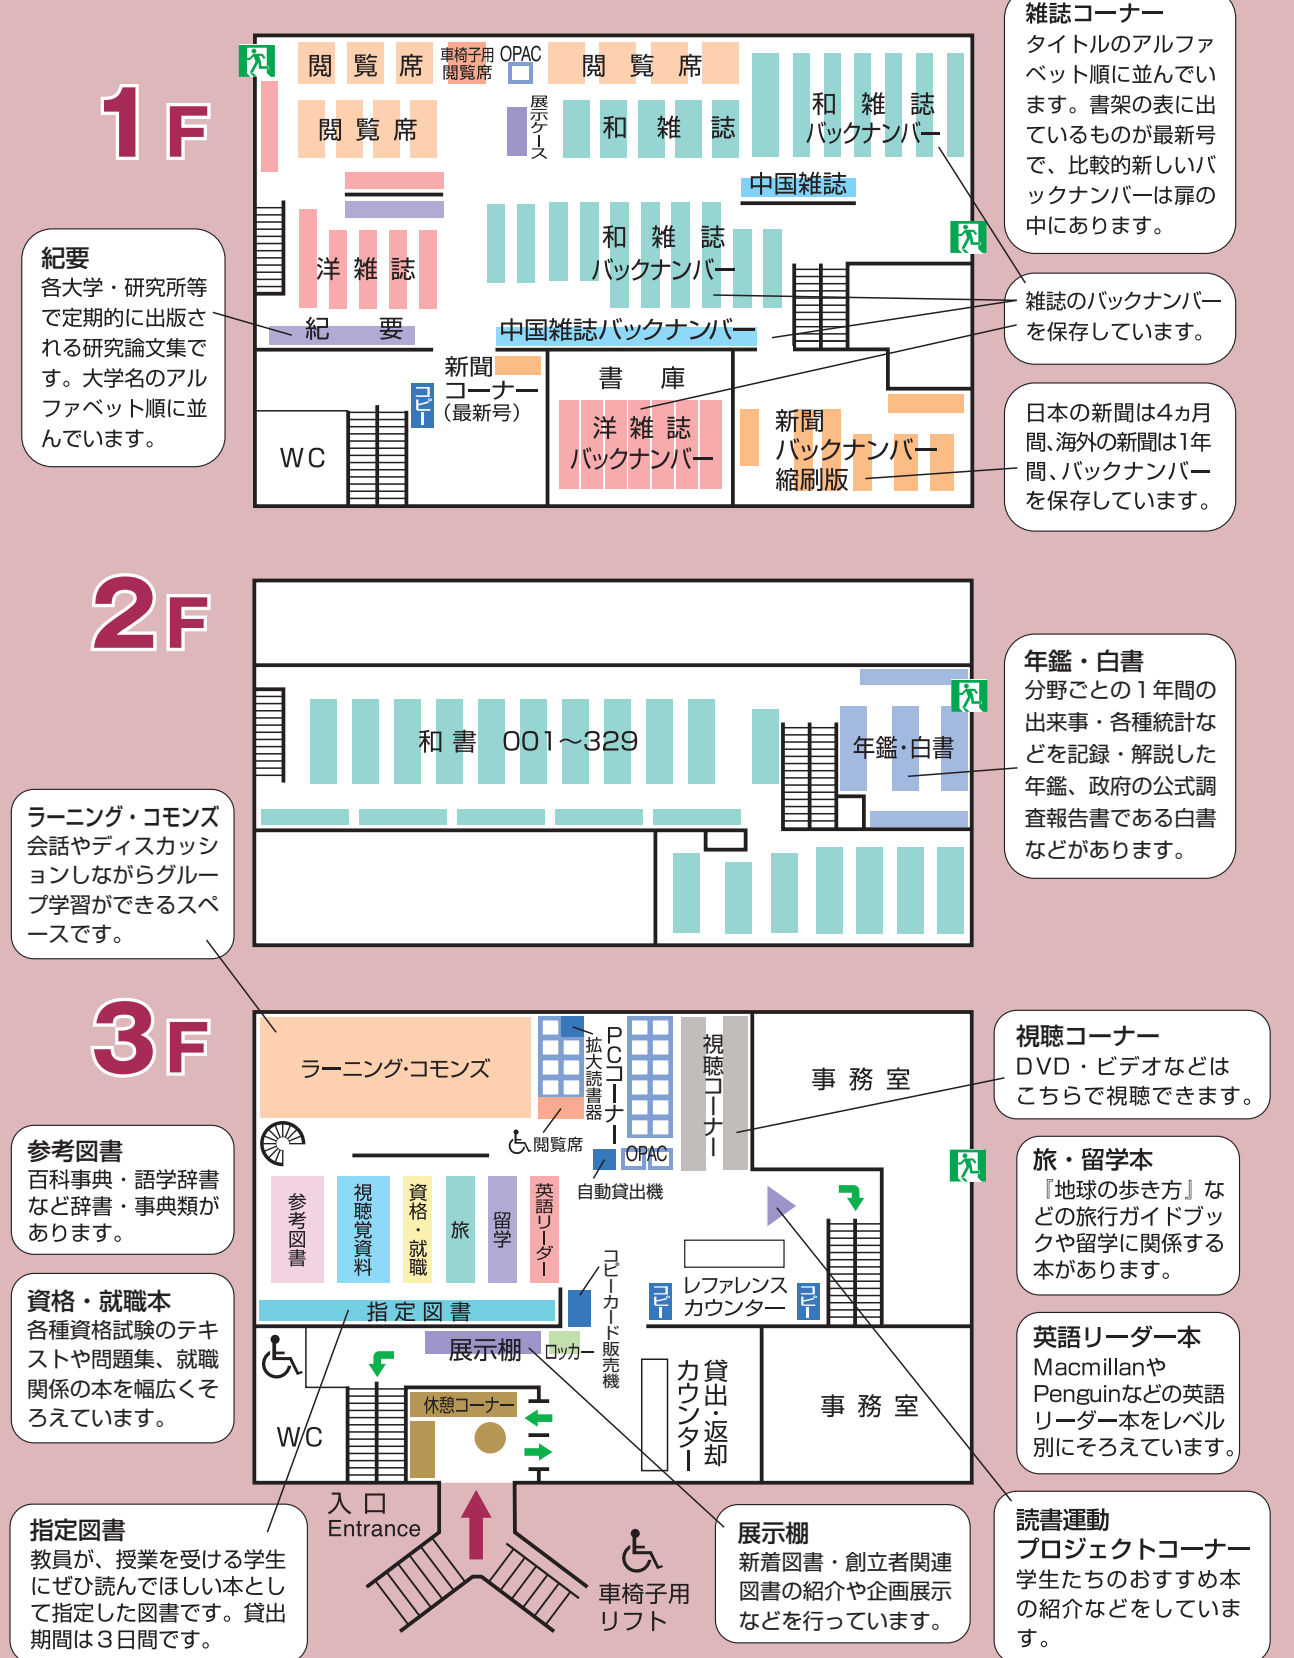 1F
閲覧席
車椅子用
閲覧席
OPAC
閲覧席
閲覧席
展示ケース
和雑誌
和雑誌
バックナンバー
中国雑誌
洋雑誌
和雑誌
バックナンバー
紀要
中国雑誌バックナンバー
新聞
コーナー
(最新号)
コピー
WC
書庫
洋雑誌
バックナンバー
新聞
バックナンバー
縮刷版
紀要
各大学・研究所等
で定期的に出版さ
れる研究論文集で
す。大学名のアル
ファベット順に並
んでいます。
雑誌コーナー
タイトルのアルファ
ベット順に並んでい
ます。書架の表に出
ているものが最新号
で、比較的新しいバ
ックナンバーは扉の
中にあります。
雑誌のバックナンバー
を保存しています。
日本の新聞は4ヵ月
間、海外の新聞は1年
間、バックナンバー
を保存しています。
2F
和書 001〜329
年鑑・白書
年鑑・白書
分野ごとの1年間の
出来事・各種統計な
どを記録・解説した
年鑑、政府の公式調
査報告書である白書
などがあります。
ラーニング・コモンズ
会話やディスカッシ
ョンしながらグルー
プ学習ができるスペ
ースです。
3F
ラーニング・コモンズ
拡大読書器
PCコーナー
視聴コーナー
事務室
閲覧席
OPAC
自動貸出機
参考図書
視聴覚資料
資格・就職
旅
留学
英語リーダー
指定図書
コピーカード販売機
コピー
レファレンス
カウンター
コピー
展示棚
ロッカー
休憩コーナー
WC
貸出・返却
カウンター
事務室
入口
Entrance
車椅子用
リフト
参考図書
百科事典・語学辞書
など辞書・事典類が
あります。
資格・就職本
各種資格試験のテキ
ストや問題集、就職
関係の本を幅広くそ
ろえています。
指定図書
教員が、授業を受ける学生
にぜひ読んでほしい本とし
て指定した図書です。貸出
期間は3日間です。
視聴コーナー
DVD・ビデオなどは
こちらで視聴できます。
旅・留学本
『地球の歩き方』な
どの旅行ガイドブッ
クや留学に関係する
本があります。
英語リーダー本
Macmillanや
Penguinなどの英語
リーダー本をレベル
別にそろえています。
展示棚
新着図書・創立者関連
図書の紹介や企画展示
などを行っています。
読書運動
プロジェクトコーナー
学生たちのおすすめ本
の紹介などをしていま
す。